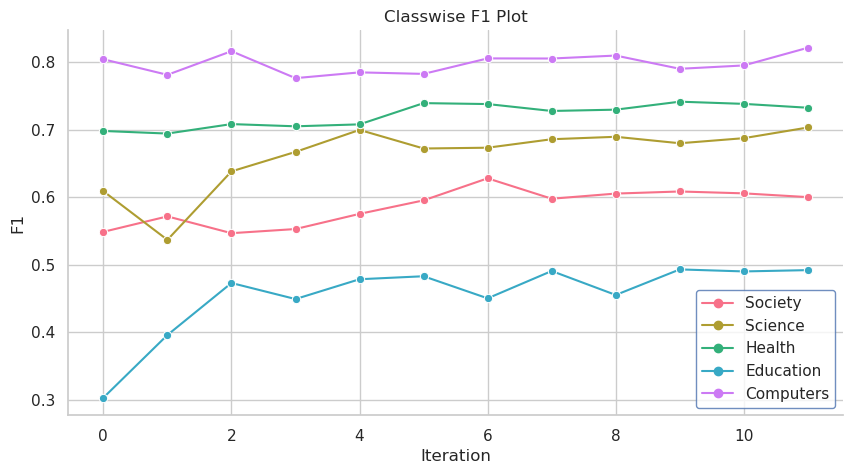 Classwise F1 Plot
F1
0.8
0.7
0.6
0.5
0.4
0.3
0 2 4 6 8 10
Iteration
Society
Science
Health
Education
Computers